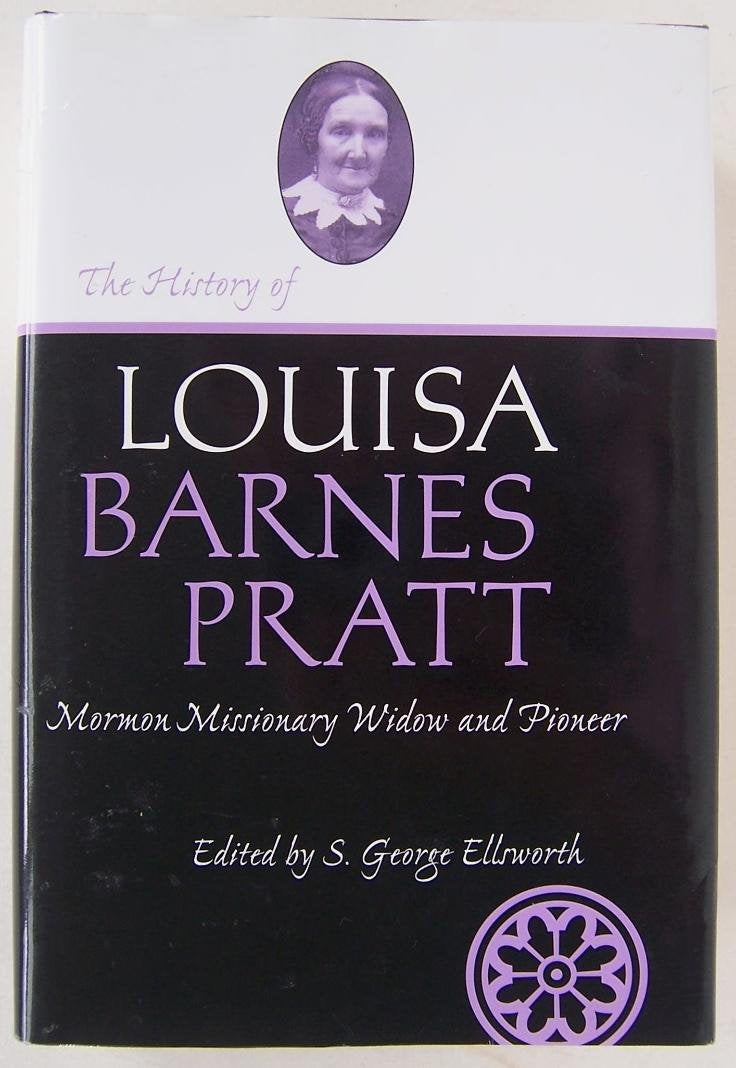 The History of
LOUISA
BARNES
PRATT
Mormon Missionary Widow and Pioneer
Edited by S. George Ellsworth